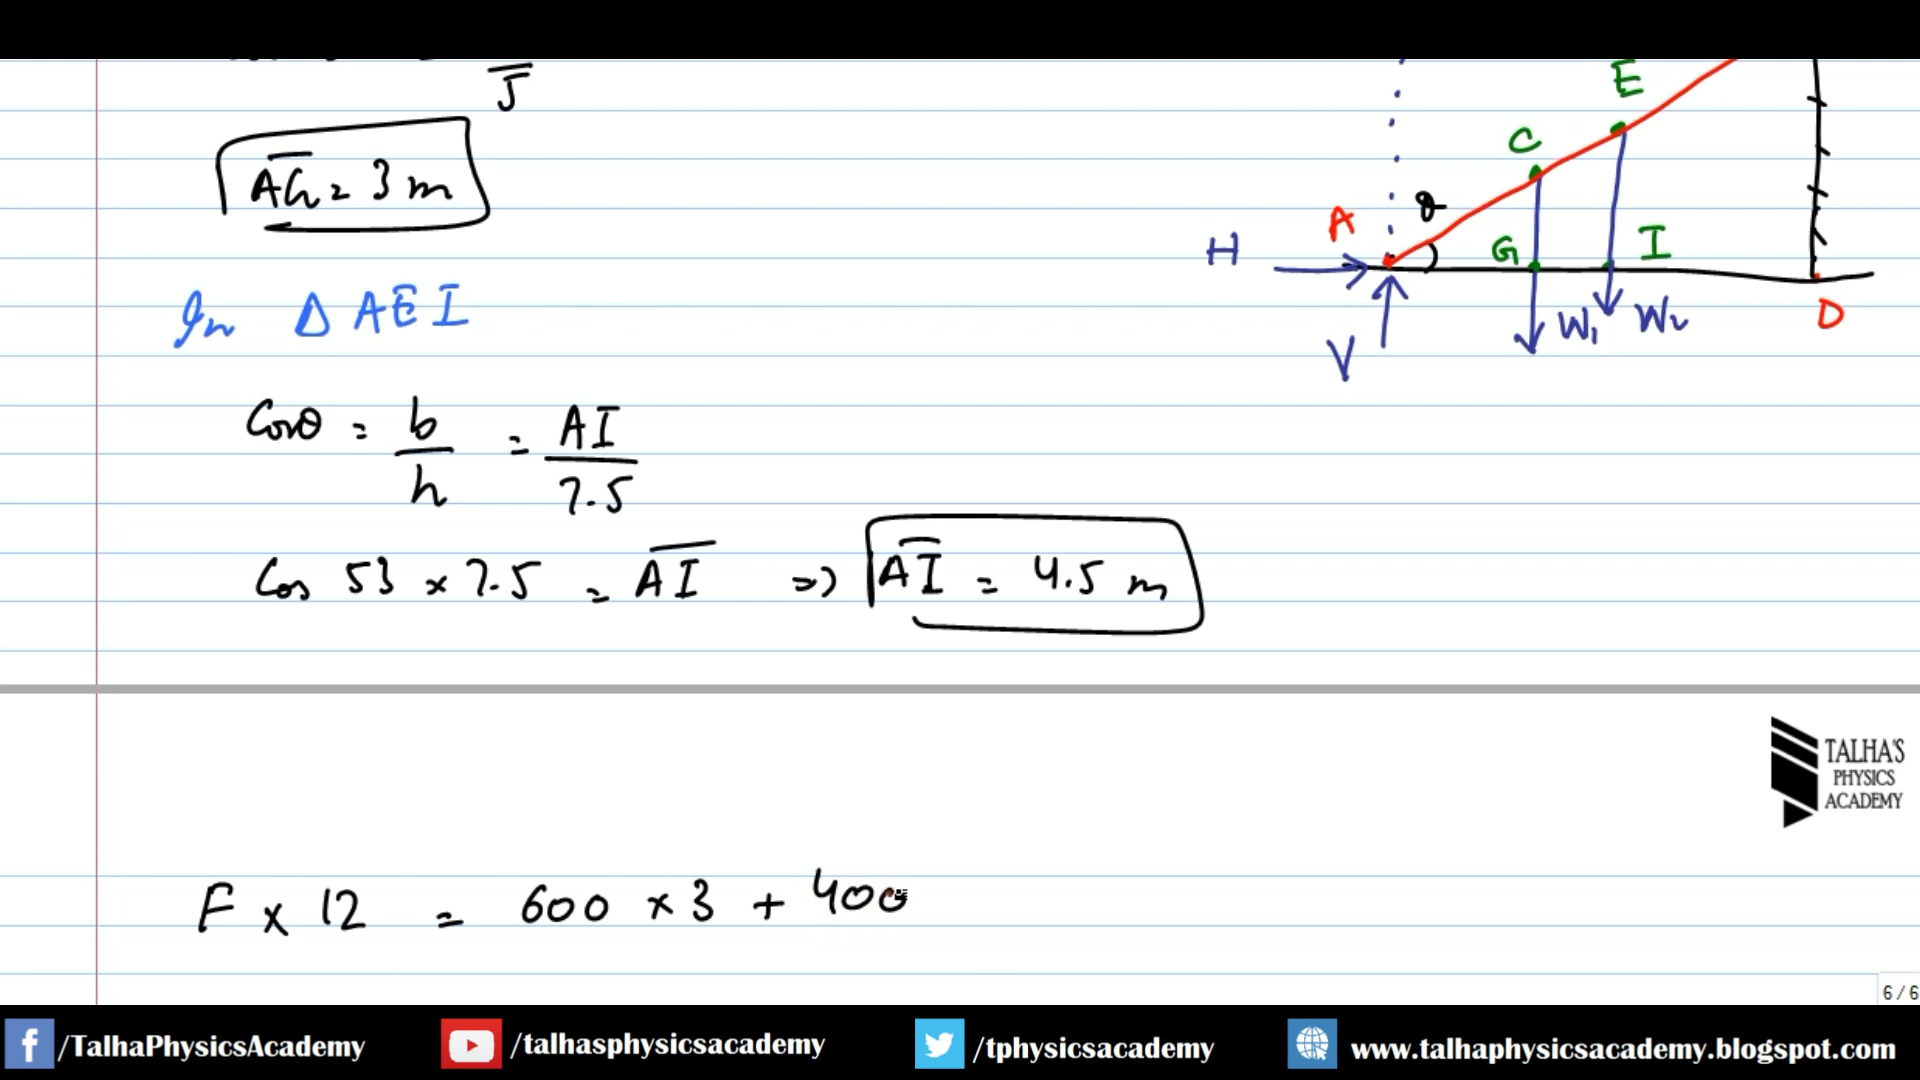 5
AG = 3 m
E
C
θ
A
H
G
I
In Δ AEI
V
W₁
W₂
D
Cosθ = b/h = AI/7.5
Cos 53 × 7.5 = AI ⇒ AI = 4.5 m
TALHA'S
PHYSICS
ACADEMY
F × 12 = 600 × 3 + 400
6 / 6
/TalhaPhysicsAcademy
/talhasphysicsacademy
/tphysicsacademy
www.talhaphysicsacademy.blogspot.com